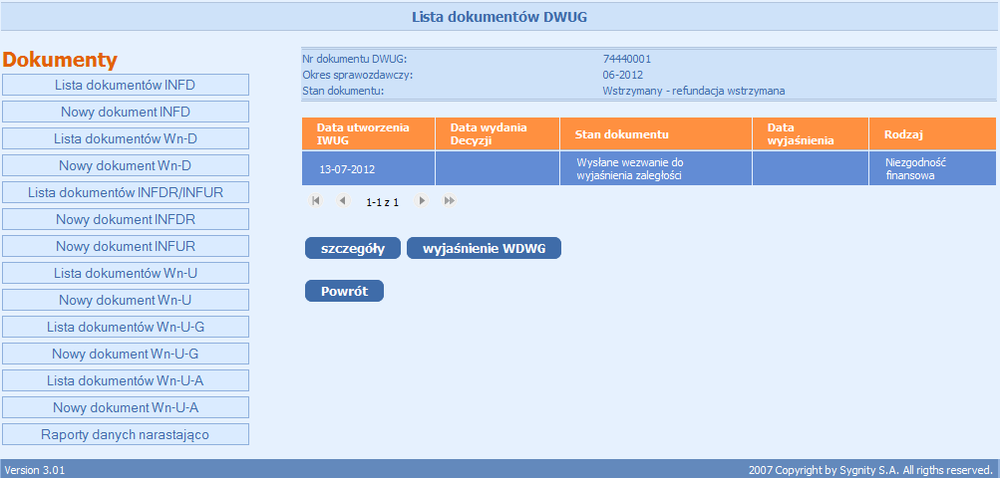 Lista dokumentów DWUG
Dokumenty
Lista dokumentów INFD
Nowy dokument INFD
Lista dokumentów Wn-D
Nowy dokument Wn-D
Lista dokumentów INFDR/INFUR
Nowy dokument INFDR
Nowy dokument INFUR
Lista dokumentów Wn-U
Nowy dokument Wn-U
Lista dokumentów Wn-U-G
Nowy dokument Wn-U-G
Lista dokumentów Wn-U-A
Nowy dokument Wn-U-A
Raporty danych narastająco
Nr dokumentu DWUG: 74440001
Okres sprawozdawczy: 06-2012
Stan dokumentu: Wstrzymany - refundacja wstrzymana
Data utworzenia IWUG
Data wydania Decyzji
Stan dokumentu
Data wyjaśnienia
Rodzaj
13-07-2012
Wysłane wezwanie do
wyjaśnienia zaległości
Niezgodność
finansowa
1-1 z 1
szczegóły
wyjaśnienie WDWG
Powrót
Version 3.01
2007 Copyright by Sygnity S.A. All rigths reserved.